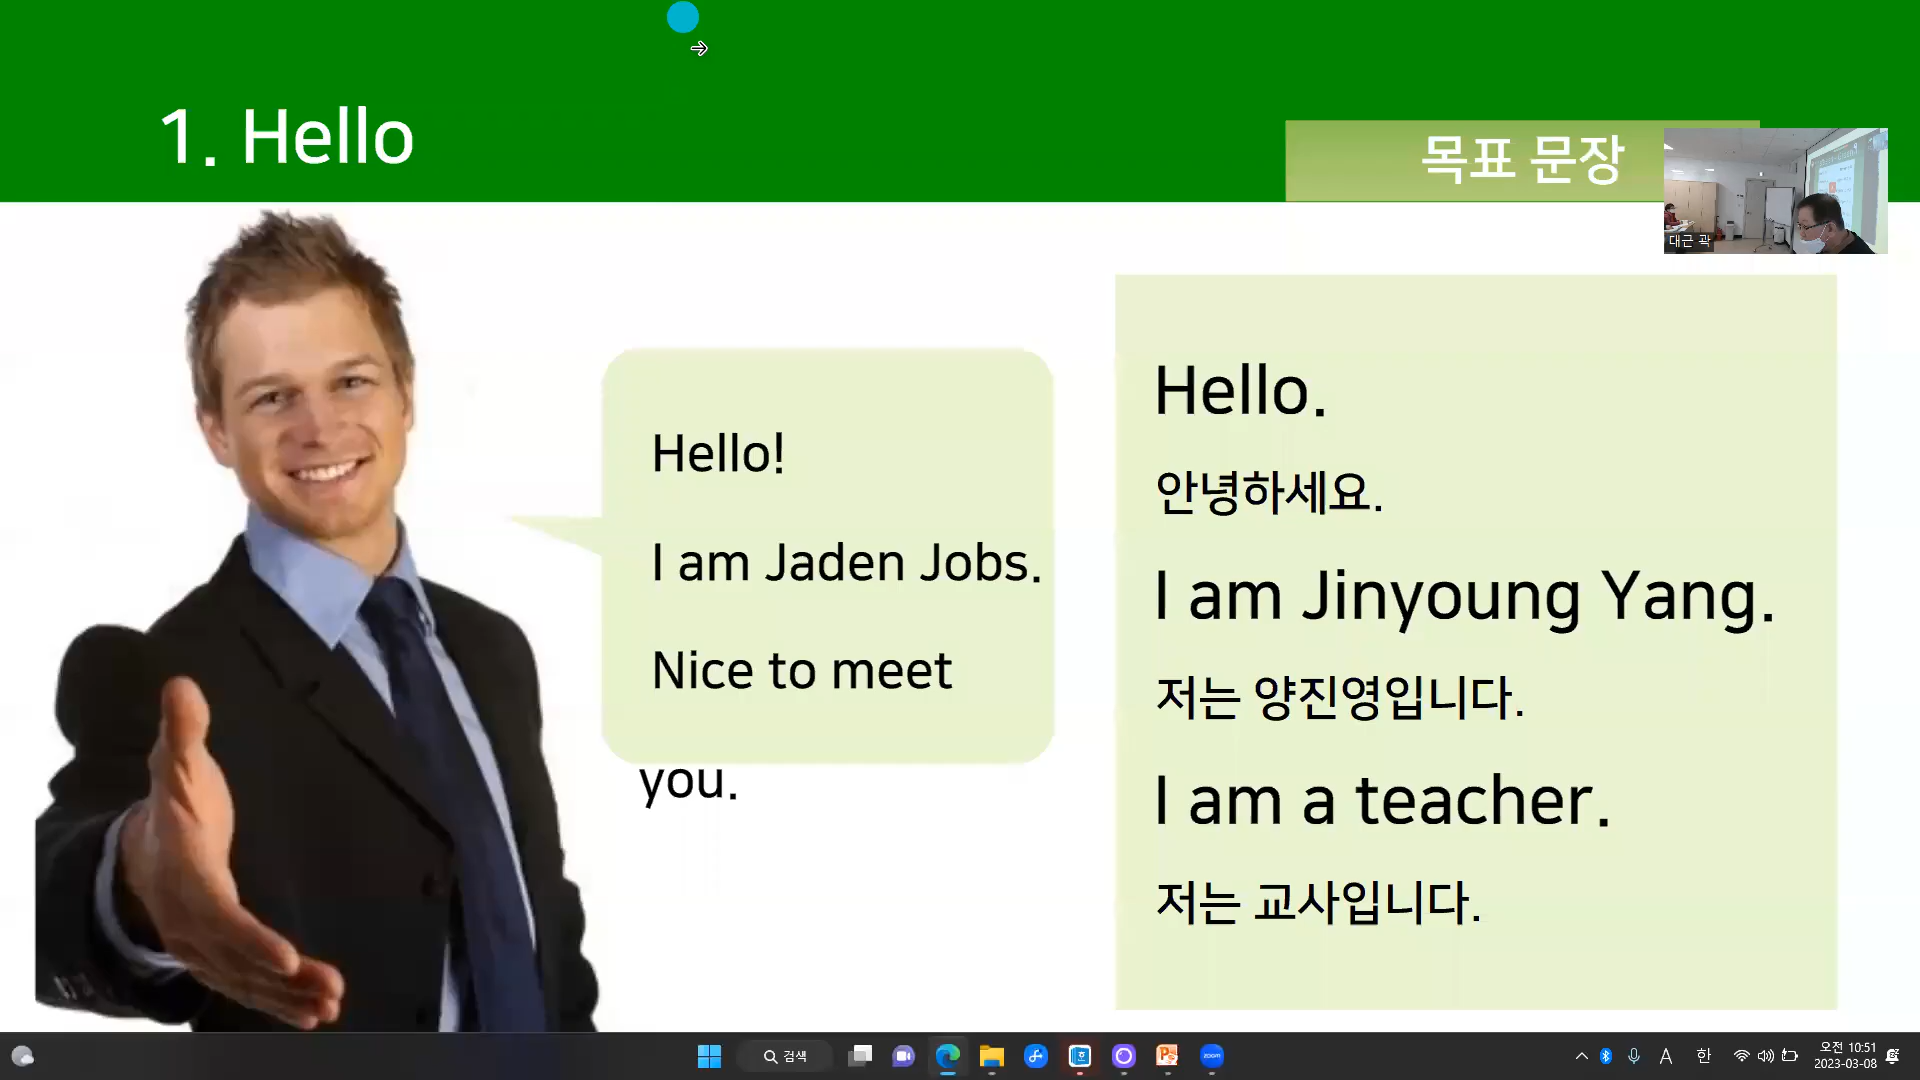 1. Hello
목표 문장
대근 곽
Hello!
I am Jaden Jobs.
Nice to meet
you.
Hello.
안녕하세요.
I am Jinyoung Yang.
저는 양진영입니다.
I am a teacher.
저는 교사입니다.
검색
zoom
A
한
오전 10:51
2023-03-08